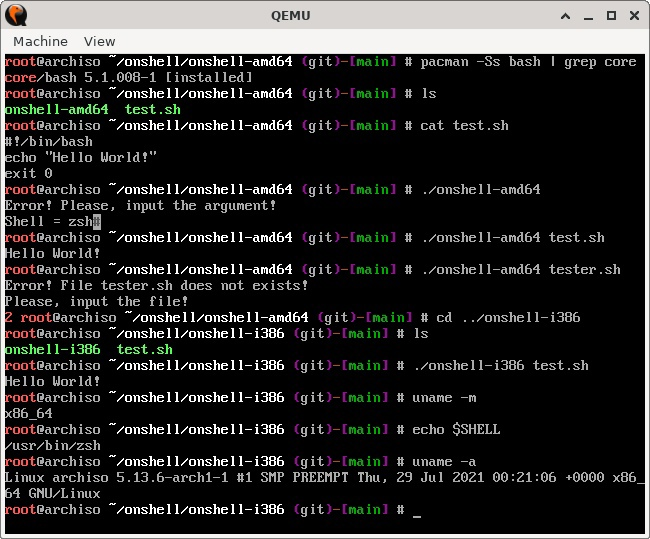 QEMU
Machine View
root@archiso ~/onshell/onshell-amd64 (git)-[main] # pacman -Ss bash | grep core
core/bash 5.1.008-1 [installed]
root@archiso ~/onshell/onshell-amd64 (git)-[main] # ls
onshell-amd64  test.sh
root@archiso ~/onshell/onshell-amd64 (git)-[main] # cat test.sh
#!/bin/bash
echo "Hello World!"
exit 0
root@archiso ~/onshell/onshell-amd64 (git)-[main] # ./onshell-amd64
Error! Please, input the argument!
Shell = zsh#
root@archiso ~/onshell/onshell-amd64 (git)-[main] # ./onshell-amd64 test.sh
Hello World!
root@archiso ~/onshell/onshell-amd64 (git)-[main] # ./onshell-amd64 tester.sh
Error! File tester.sh does not exists!
Please, input the file!
2 root@archiso ~/onshell/onshell-amd64 (git)-[main] # cd ../onshell-i386
root@archiso ~/onshell/onshell-i386 (git)-[main] # ls
onshell-i386  test.sh
root@archiso ~/onshell/onshell-i386 (git)-[main] # ./onshell-i386 test.sh
Hello World!
root@archiso ~/onshell/onshell-i386 (git)-[main] # uname -m
x86_64
root@archiso ~/onshell/onshell-i386 (git)-[main] # echo $SHELL
/usr/bin/zsh
root@archiso ~/onshell/onshell-i386 (git)-[main] # uname -a
Linux archiso 5.13.6-arch1-1 #1 SMP PREEMPT Thu, 29 Jul 2021 00:21:06 +0000 x86_
64 GNU/Linux
root@archiso ~/onshell/onshell-i386 (git)-[main] # _